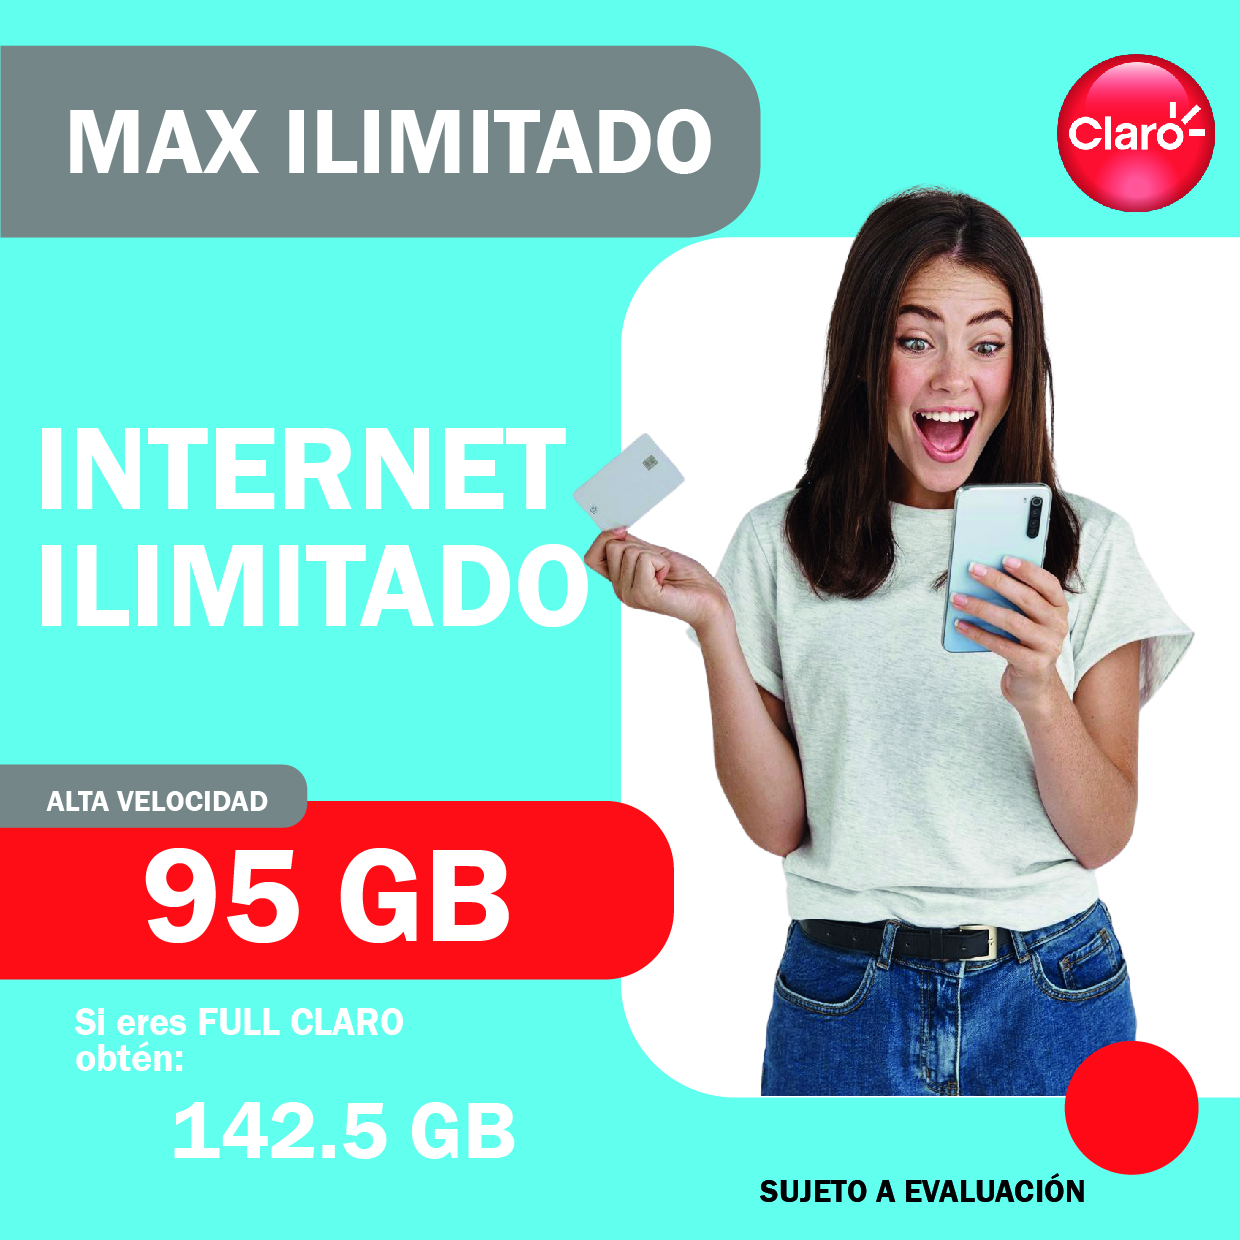 MAX ILIMITADO
Claro
INTERNET
ILIMITADO
ALTA VELOCIDAD
95 GB
Si eres FULL CLARO
obtén:
142.5 GB
SUJETO A EVALUACIÓN